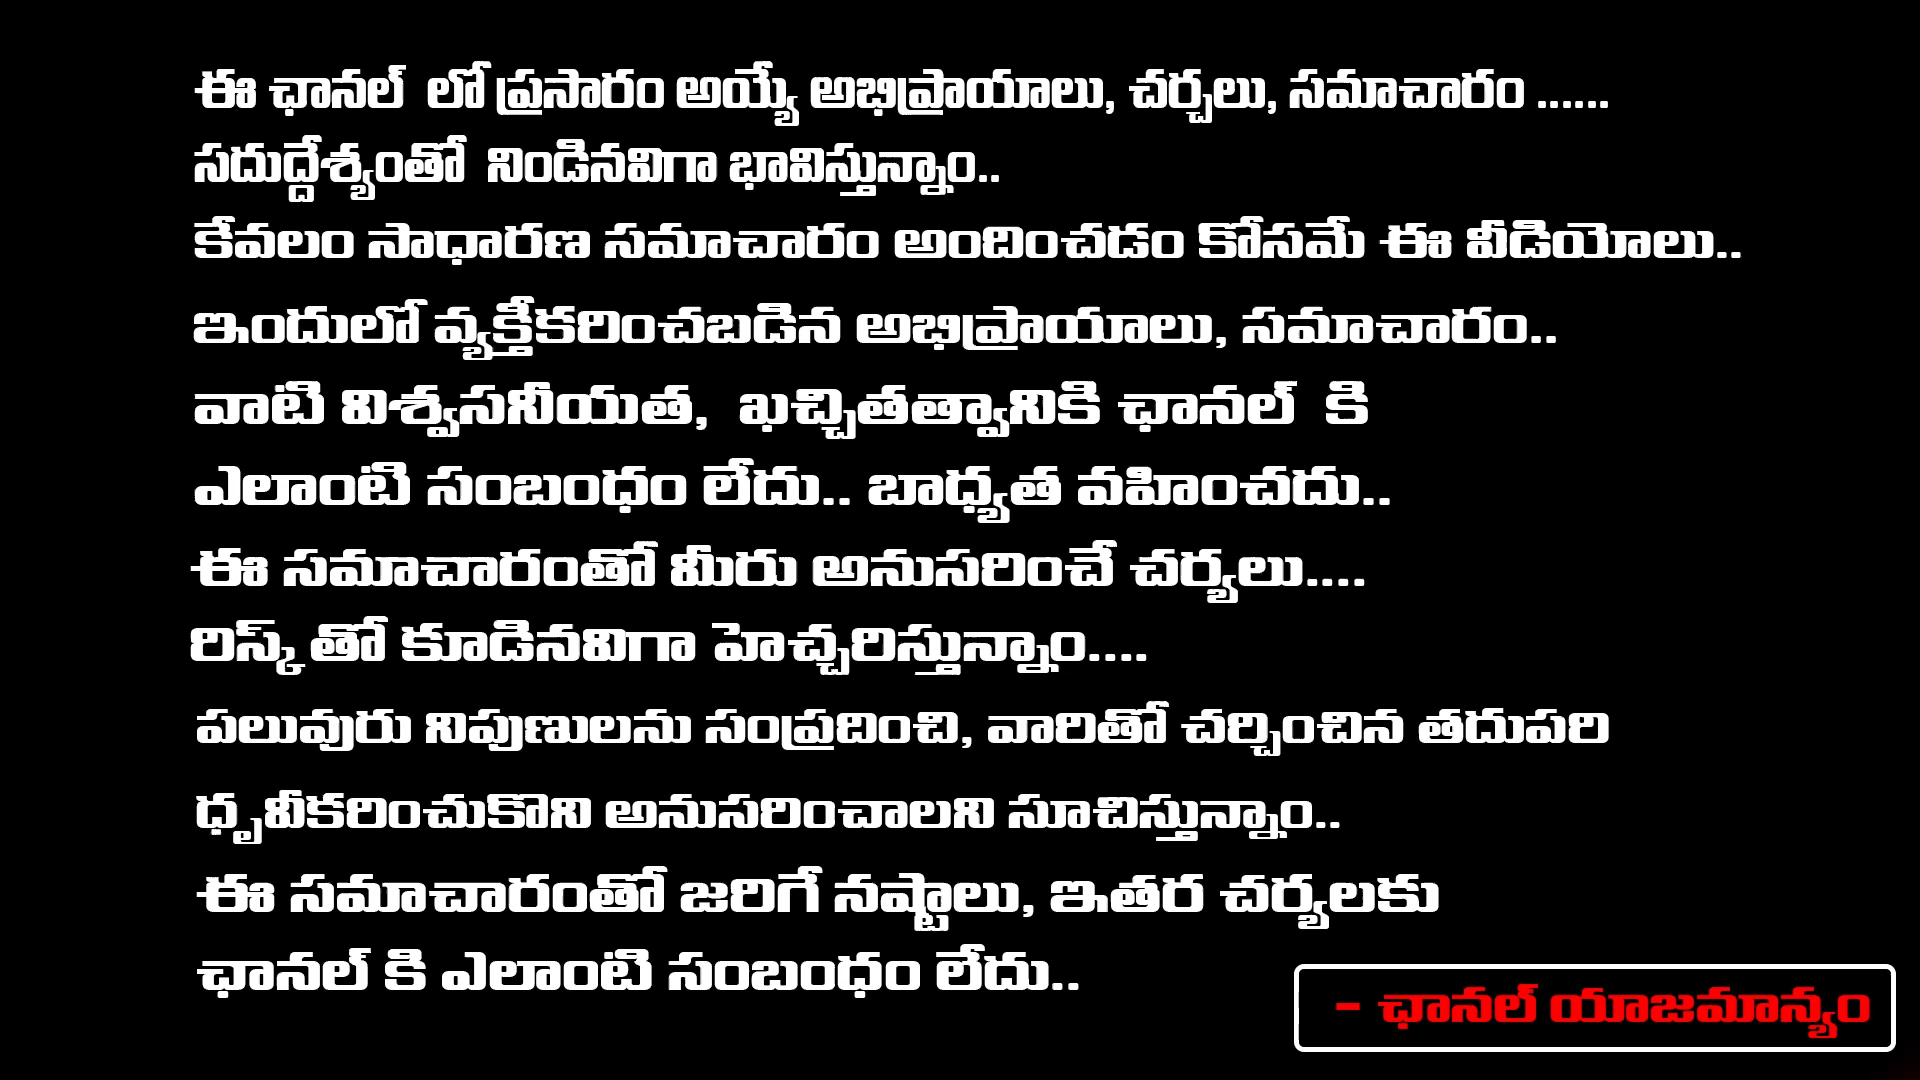 ఈ ఛానల్ లో ప్రసారం అయ్యే అభిప్రాయాలు, చర్చలు, సమాచారం ......
సదుద్దేశ్యంతో నిండినవిగా భావిస్తున్నాం..
కేవలం సాధారణ సమాచారం అందించడం కోసమే ఈ వీడియోలు..
ఇందులో వ్యక్తీకరించబడిన అభిప్రాయాలు, సమాచారం..
వాటి విశ్వసనీయత, ఖచ్చితత్వానికి ఛానల్ కి
ఎలాంటి సంబంధం లేదు.. బాధ్యత వహించదు..
ఈ సమాచారంతో మీరు అనుసరించే చర్యలు....
రిస్క్ తో కూడినవిగా హెచ్చరిస్తున్నాం....
పలువురు నిపుణులను సంప్రదించి, వారితో చర్చించిన తదుపరి
ధృవీకరించుకొని అనుసరించాలని సూచిస్తున్నాం..
ఈ సమాచారంతో జరిగే నష్టాలు, ఇతర చర్యలకు
ఛానల్ కి ఎలాంటి సంబంధం లేదు..
- ఛానల్ యాజమాన్యం